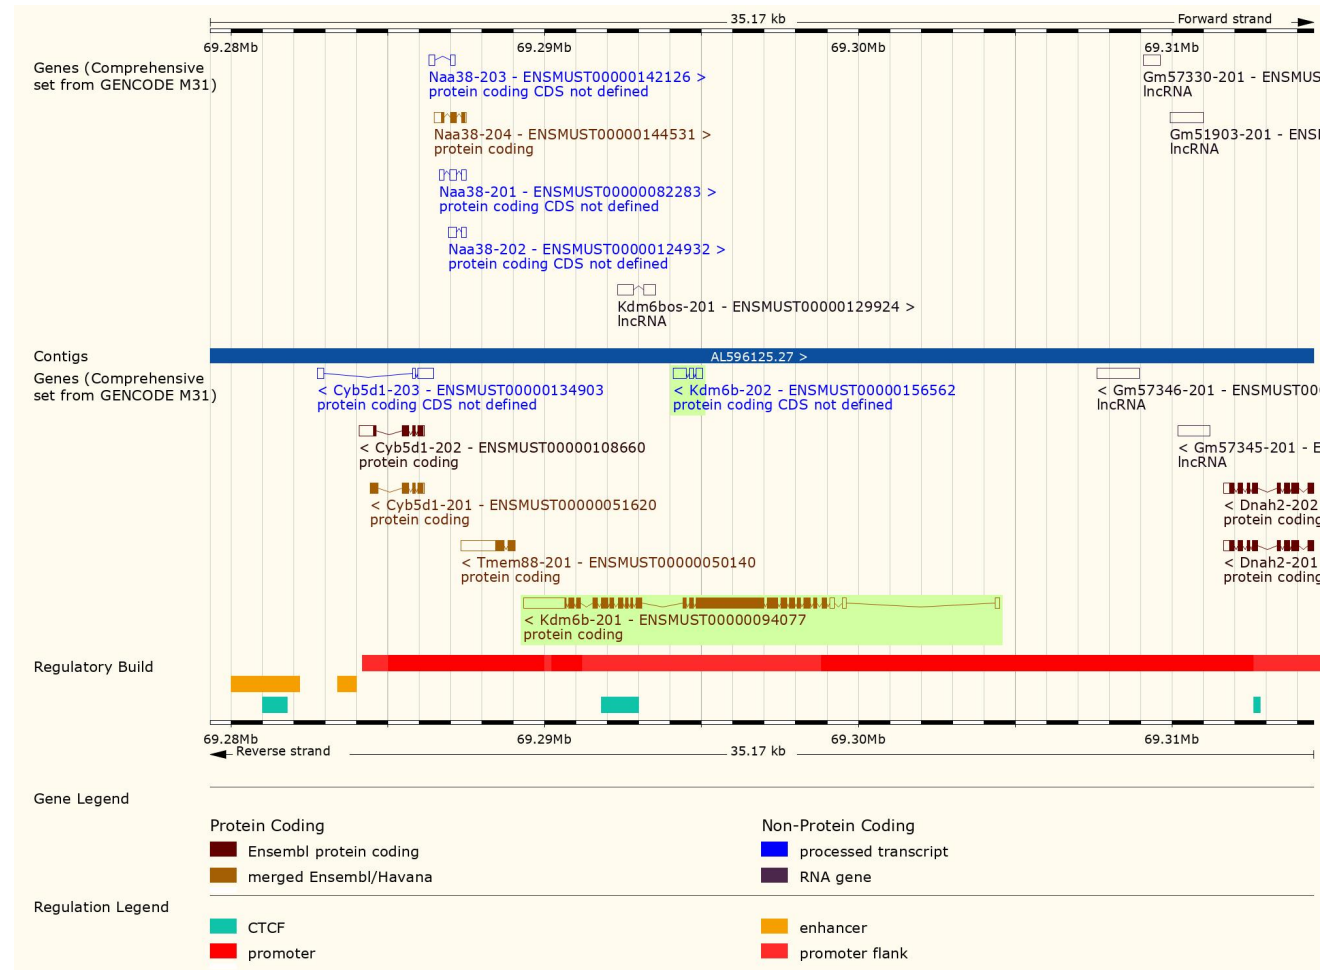 35.17 kb
Forward strand
69.28Mb 69.29Mb 69.30Mb 69.31Mb
Genes (Comprehensive
set from GENCODE M31)
Naa38-203 - ENSMUST00000142126 >
protein coding CDS not defined
Gm57330-201 - ENSMUS
lncRNA
Naa38-204 - ENSMUST00000144531 >
protein coding
Gm51903-201 - ENS
lncRNA
Naa38-201 - ENSMUST00000082283 >
protein coding CDS not defined
Naa38-202 - ENSMUST00000124932 >
protein coding CDS not defined
Kdm6bos-201 - ENSMUST00000129924 >
lncRNA
Contigs
AL596125.27 >
Genes (Comprehensive
set from GENCODE M31)
< Cyb5d1-203 - ENSMUST00000134903
protein coding CDS not defined
< Kdm6b-202 - ENSMUST00000156562
protein coding CDS not defined
< Gm57346-201 - ENSMUST00
lncRNA
< Cyb5d1-202 - ENSMUST00000108660
protein coding
< Gm57345-201 - E
lncRNA
< Cyb5d1-201 - ENSMUST00000051620
protein coding
< Dnah2-202
protein coding
< Tmem88-201 - ENSMUST00000050140
protein coding
< Dnah2-201
protein coding
< Kdm6b-201 - ENSMUST00000094077
protein coding
Regulatory Build
69.28Mb 69.29Mb 69.30Mb 69.31Mb
Reverse strand
35.17 kb
Gene Legend
Protein Coding
Non-Protein Coding
Ensembl protein coding
processed transcript
merged Ensembl/Havana
RNA gene
Regulation Legend
CTCF
enhancer
promoter
promoter flank